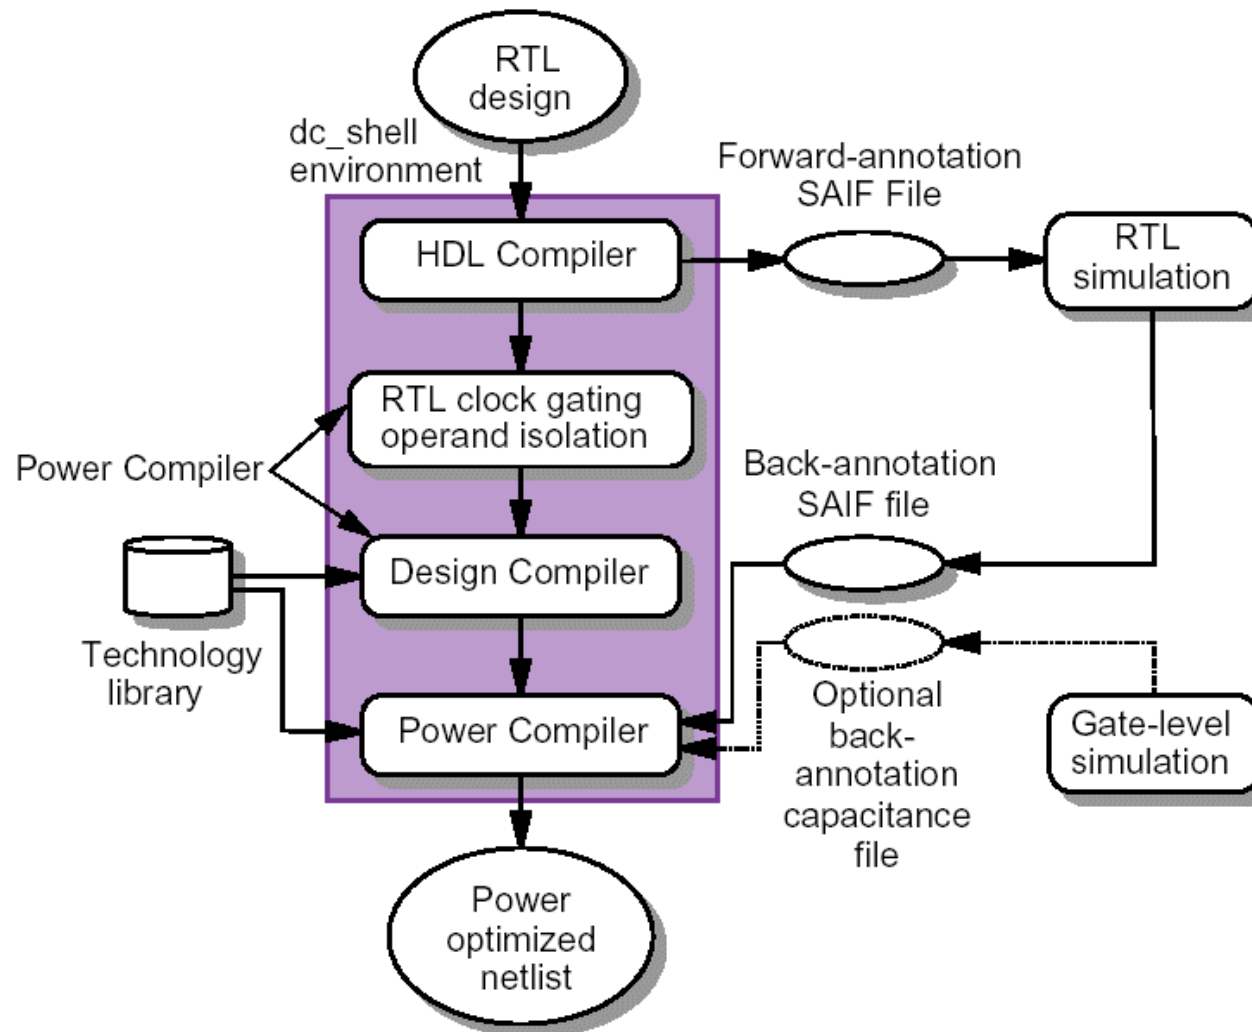 RTL
design
dc_shell
environment
Forward-annotation
SAIF File
HDL Compiler
RTL
simulation
RTL clock gating
operand isolation
Power Compiler
Back-annotation
SAIF file
Design Compiler
Technology
library
Power Compiler
Optional
back-
annotation
capacitance
file
Gate-level
simulation
Power
optimized
netlist